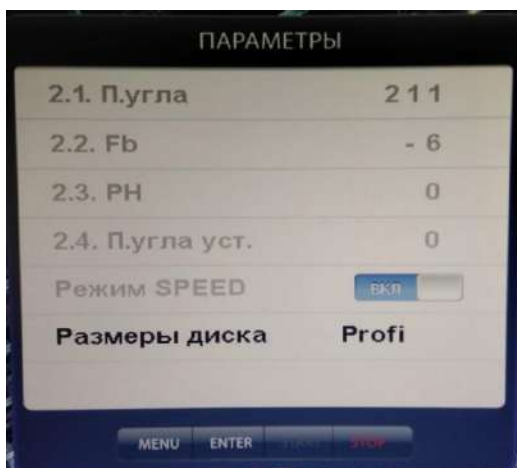 ПАРАМЕТРЫ
2.1. П.угла 211
2.2. Fb - 6
2.3. PH 0
2.4. П.угла уст. 0
Режим SPEED ВКЛ
Размеры диска Profi
MENU ENTER START STOP